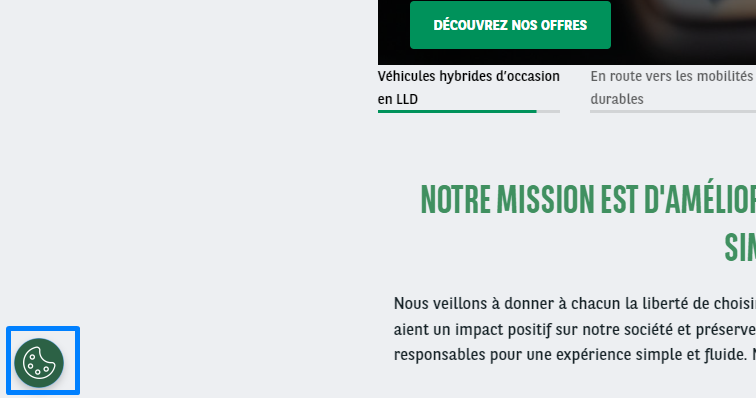 DÉCOUVREZ NOS OFFRES
Véhicules hybrides d'occasion
en LLD
En route vers les mobilités
durables
NOTRE MISSION EST D'AMÉLIOR
SIM
Nous veillons à donner à chacun la liberté de choisir
aient un impact positif sur notre société et préserve
responsables pour une expérience simple et fluide. N